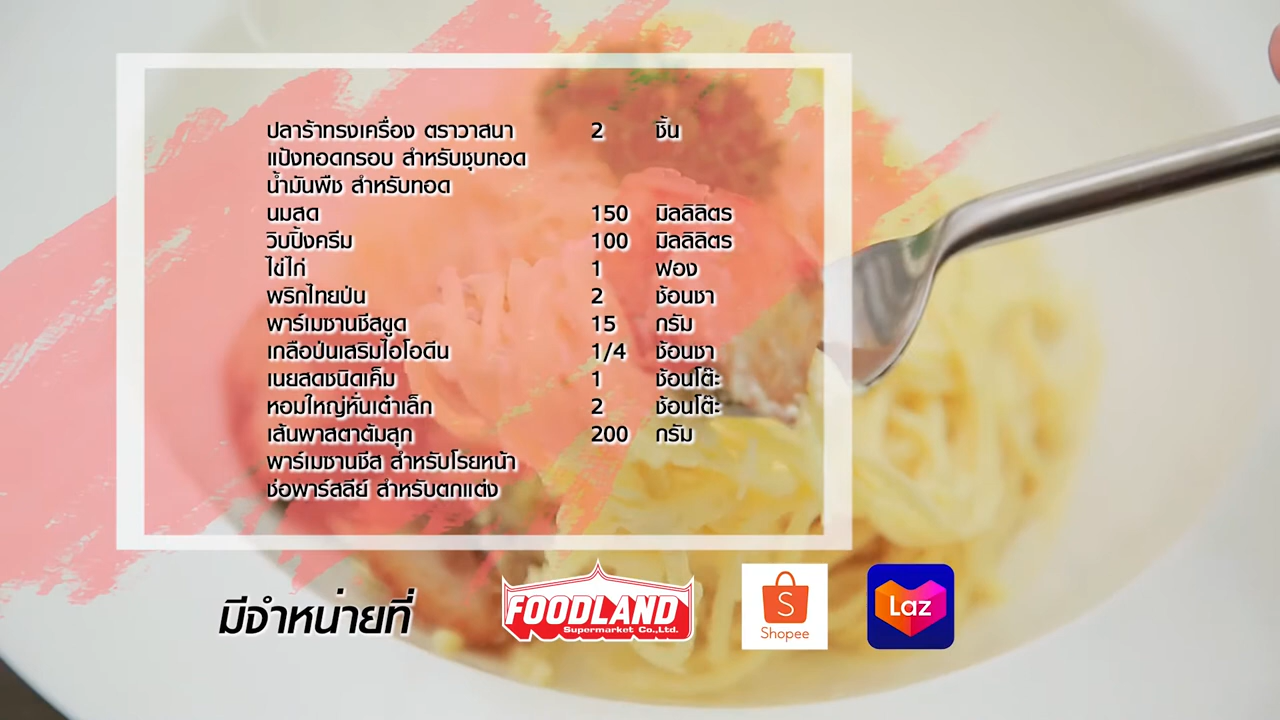 ปลาร้าทรงเครื่อง ตราวาสนา 2 ชิ้น
แป้งทอดกรอบ สำหรับชุบทอด
น้ำมันพืช สำหรับทอด
นมสด 150 มิลลิลิตร
วิบปิ้งครีม 100 มิลลิลิตร
ไข่ไก่ 1 ฟอง
พริกไทยป่น 2 ช้อนชา
พาร์เมซานชีสขูด 15 กรัม
เกลือป่นเสริมไอโอดีน 1/4 ช้อนชา
เนยสดชนิดเค็ม 1 ช้อนโต๊ะ
หอมใหญ่หั่นเต๋าเล็ก 2 ช้อนโต๊ะ
เส้นพาสตาต้มสุก 200 กรัม
พาร์เมซานชีส สำหรับโรยหน้า
ช่อพาร์สลีย์ สำหรับตกแต่ง
มีจำหน่ายที่
FOODLAND
Supermarket Co.,Ltd.
Shopee
Laz